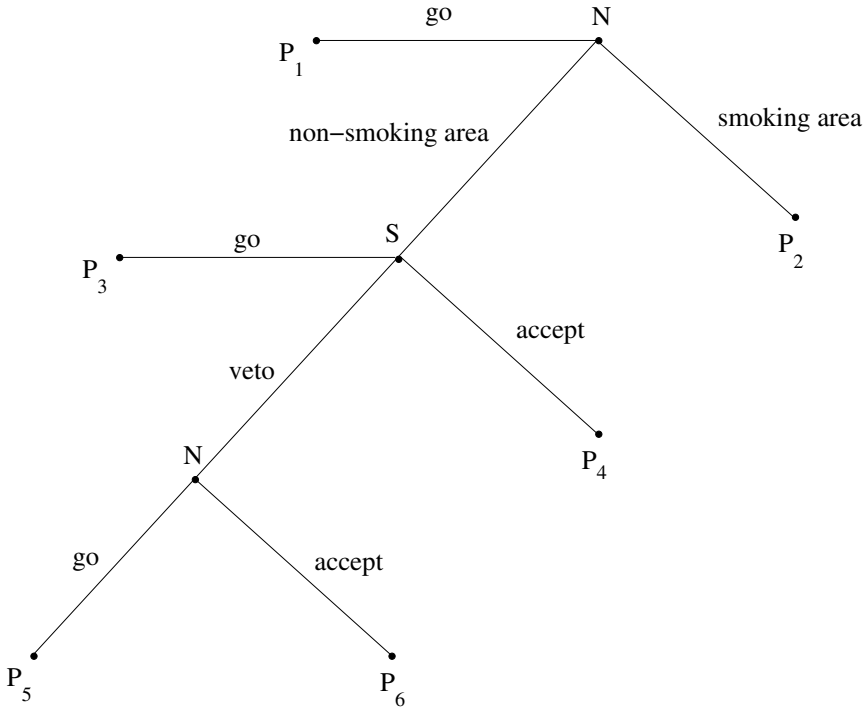 go
N
P1
non−smoking area
smoking area
S
go
P3
P2
accept
veto
N
P4
go
accept
P5
P6